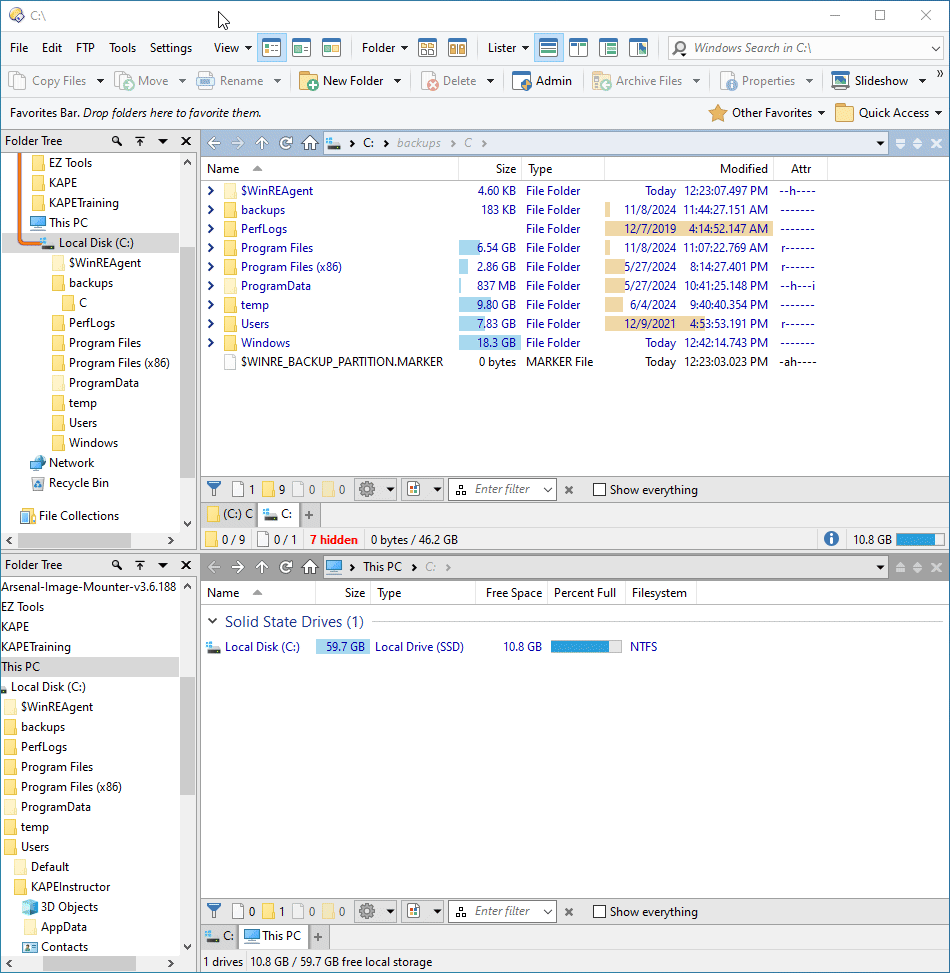 C:\
File Edit FTP Tools Settings View Folder Lister Windows Search in C:\
Copy Files Move Rename New Folder Delete Admin Archive Files Properties Slideshow »
Favorites Bar. Drop folders here to favorite them. Other Favorites Quick Access
Folder Tree
EZ Tools
KAPE
KAPETraining
This PC
Local Disk (C:)
$WinREAgent
backups
C
PerfLogs
Program Files
Program Files (x86)
ProgramData
temp
Users
Windows
Network
Recycle Bin
File Collections
C: backups C
Name Size Type Modified Attr
$WinREAgent 4.60 KB File Folder Today 12:23:07.497 PM --h----
backups 183 KB File Folder 11/8/2024 11:44:27.151 AM -------
PerfLogs File Folder 12/7/2019 4:14:52.147 AM -------
Program Files 6.54 GB File Folder 11/8/2024 11:07:22.769 AM r------
Program Files (x86) 2.86 GB File Folder 5/27/2024 8:14:27.401 PM r------
ProgramData 837 MB File Folder 5/27/2024 10:41:25.148 PM --h---i
temp 9.80 GB File Folder 6/4/2024 9:40:40.354 PM -------
Users 7.83 GB File Folder 12/9/2021 4:53:53.191 PM r------
Windows 18.3 GB File Folder Today 12:42:14.743 PM -------
$WINRE_BACKUP_PARTITION.MARKER 0 bytes MARKER File Today 12:23:03.023 PM -ah----
1 9 0 0 Enter filter Show everything
(C:) C C: +
0 / 9 0 / 1 7 hidden 0 bytes / 46.2 GB 10.8 GB
Folder Tree
Arsenal-Image-Mounter-v3.6.188
EZ Tools
KAPE
KAPETraining
This PC
Local Disk (C:)
$WinREAgent
backups
PerfLogs
Program Files
Program Files (x86)
ProgramData
temp
Users
Default
KAPEInstructor
3D Objects
AppData
Contacts
This PC C:
Name Size Type Free Space Percent Full Filesystem
Solid State Drives (1)
Local Disk (C:) 59.7 GB Local Drive (SSD) 10.8 GB NTFS
0 1 0 0 Enter filter Show everything
C: This PC +
1 drives 10.8 GB / 59.7 GB free local storage